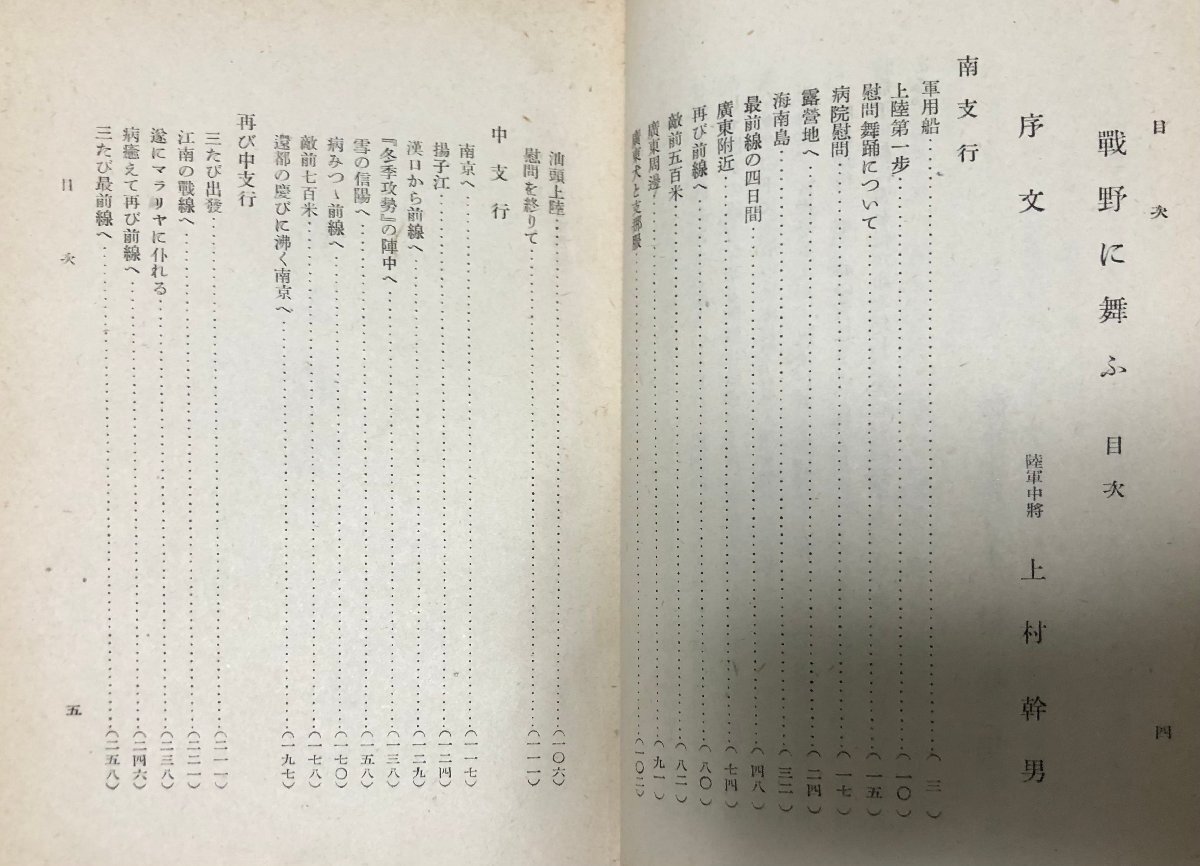 目次
四
戰野に舞ふ 目次
序文 陸軍中將 上村幹男
南支行
軍用船……(三)
上陸第一步……(一〇)
慰問舞踊について……(一五)
病院慰問……(一七)
露營地へ……(二四)
海南島……(三二)
最前線の四日間……(四八)
廣東附近……(七四)
再び前線へ……(八〇)
敵前五百米……(八二)
廣東周邊……(九一)
廣東犬と支那服……(一〇二)
汕頭上陸……(一〇六)
慰問を終りて……(一一一)
中支行
南京へ……(一一七)
揚子江……(一二四)
漢口から前線へ……(一二九)
『冬季攻勢』の陣中へ……(一三八)
雪の信陽へ……(一五八)
病みつゝ前線へ……(一七〇)
敵前七百米……(一七八)
還都の慶びに沸く南京へ……(一九七)
再び中支行
三たび出發……(二一一)
江南の戰線へ……(二二一)
遂にマラリヤに仆れる……(二三八)
病癒えて再び前線へ……(二四六)
三たび最前線へ……(二五八)
目次
五